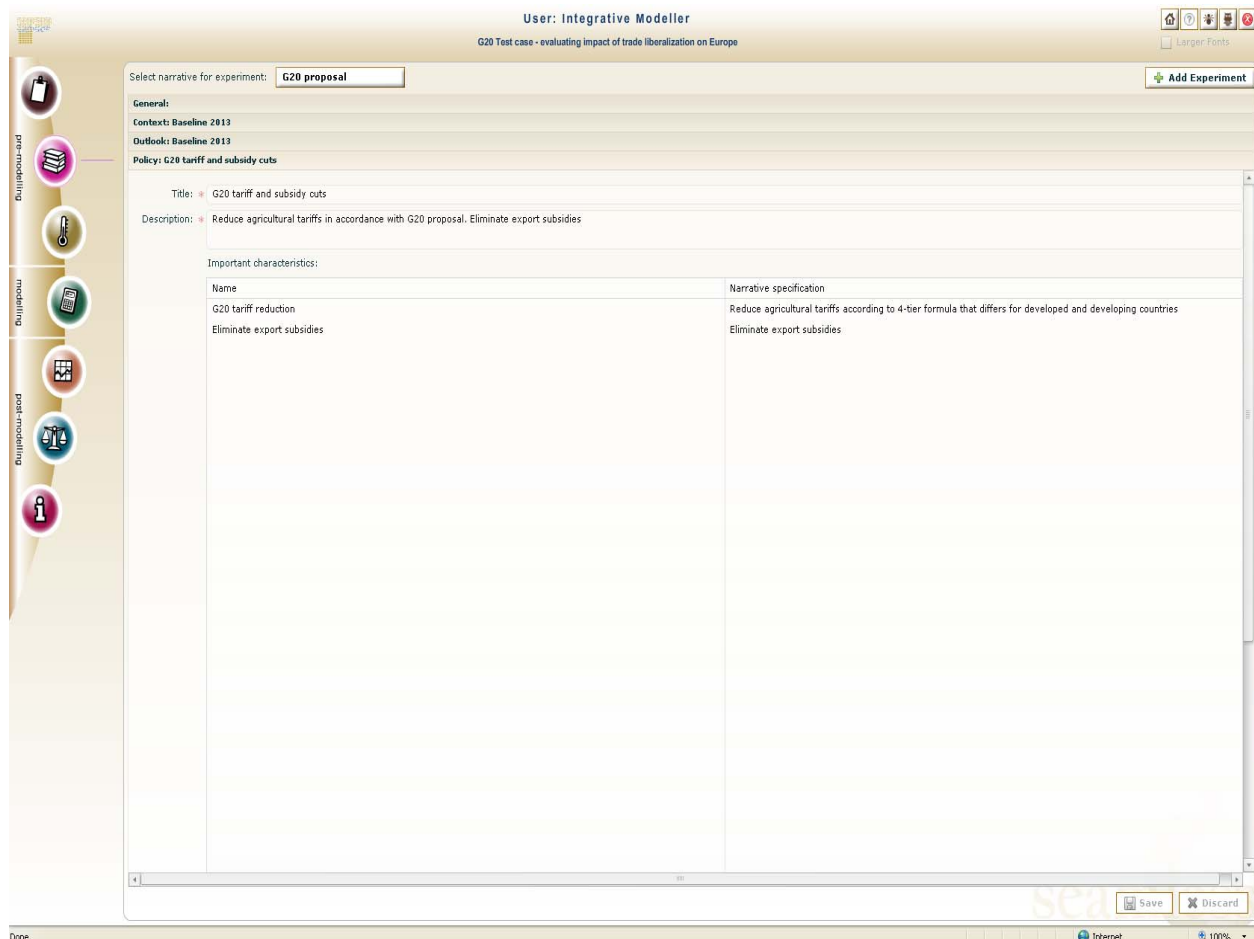 User: Integrative Modeller
G20 Test case - evaluating impact of trade liberalization on Europe
Larger Fonts
Select narrative for experiment: G20 proposal
Add Experiment
General:
Context: Baseline 2013
Outlook: Baseline 2013
Policy: G20 tariff and subsidy cuts
pre-modelling
modelling
post-modelling
Title: * G20 tariff and subsidy cuts
Description: * Reduce agricultural tariffs in accordance with G20 proposal. Eliminate export subsidies
Important characteristics:
Name Narrative specification
G20 tariff reduction Reduce agricultural tariffs according to 4-tier formula that differs for developed and developing countries
Eliminate export subsidies Eliminate export subsidies
Save Discard
Done Internet 100%